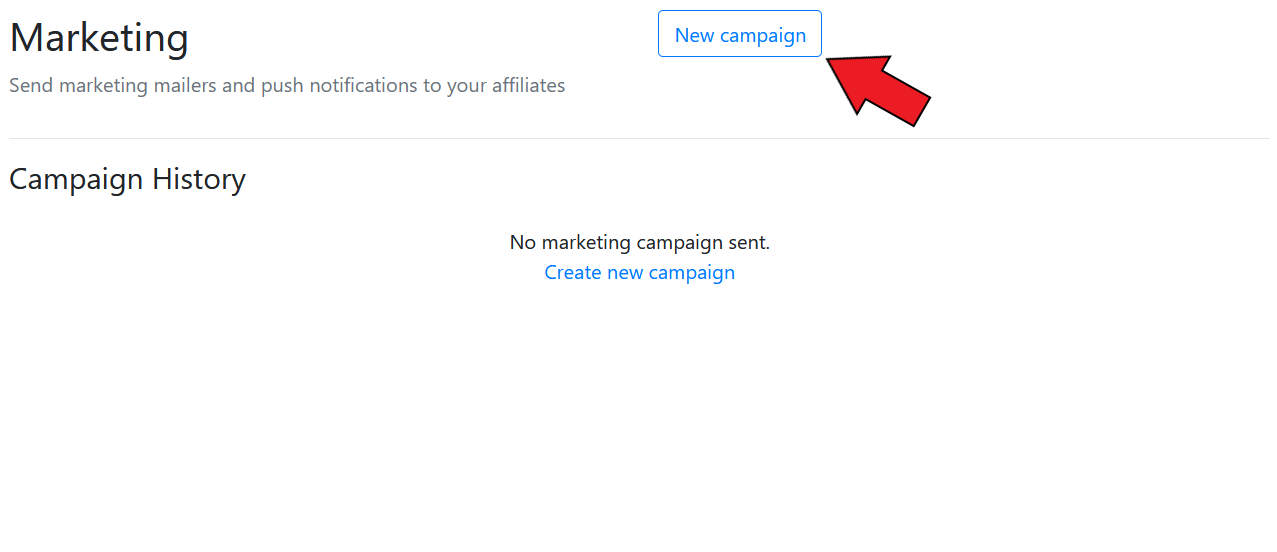 Marketing
New campaign
Send marketing mailers and push notifications to your affiliates
Campaign History
No marketing campaign sent.
Create new campaign